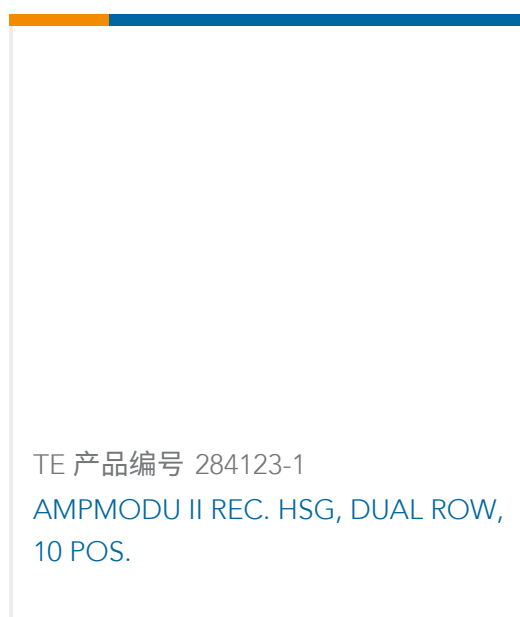 TE 产品编号 284123-1
AMPMODU II REC. HSG, DUAL ROW,
10 POS.